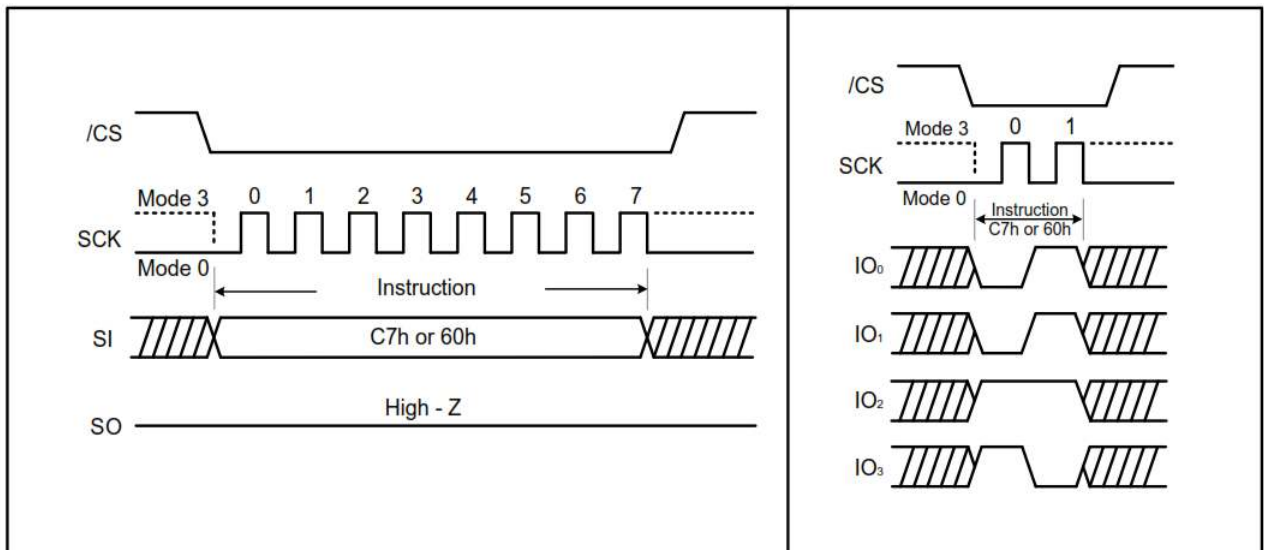 /CS
Mode 3
0 1 2 3 4 5 6 7
SCK
Mode 0
Instruction
SI
C7h or 60h
High - Z
SO
/CS
Mode 3
0 1
SCK
Mode 0
Instruction
C7h or 60h
IO₀
IO₁
IO₂
IO₃